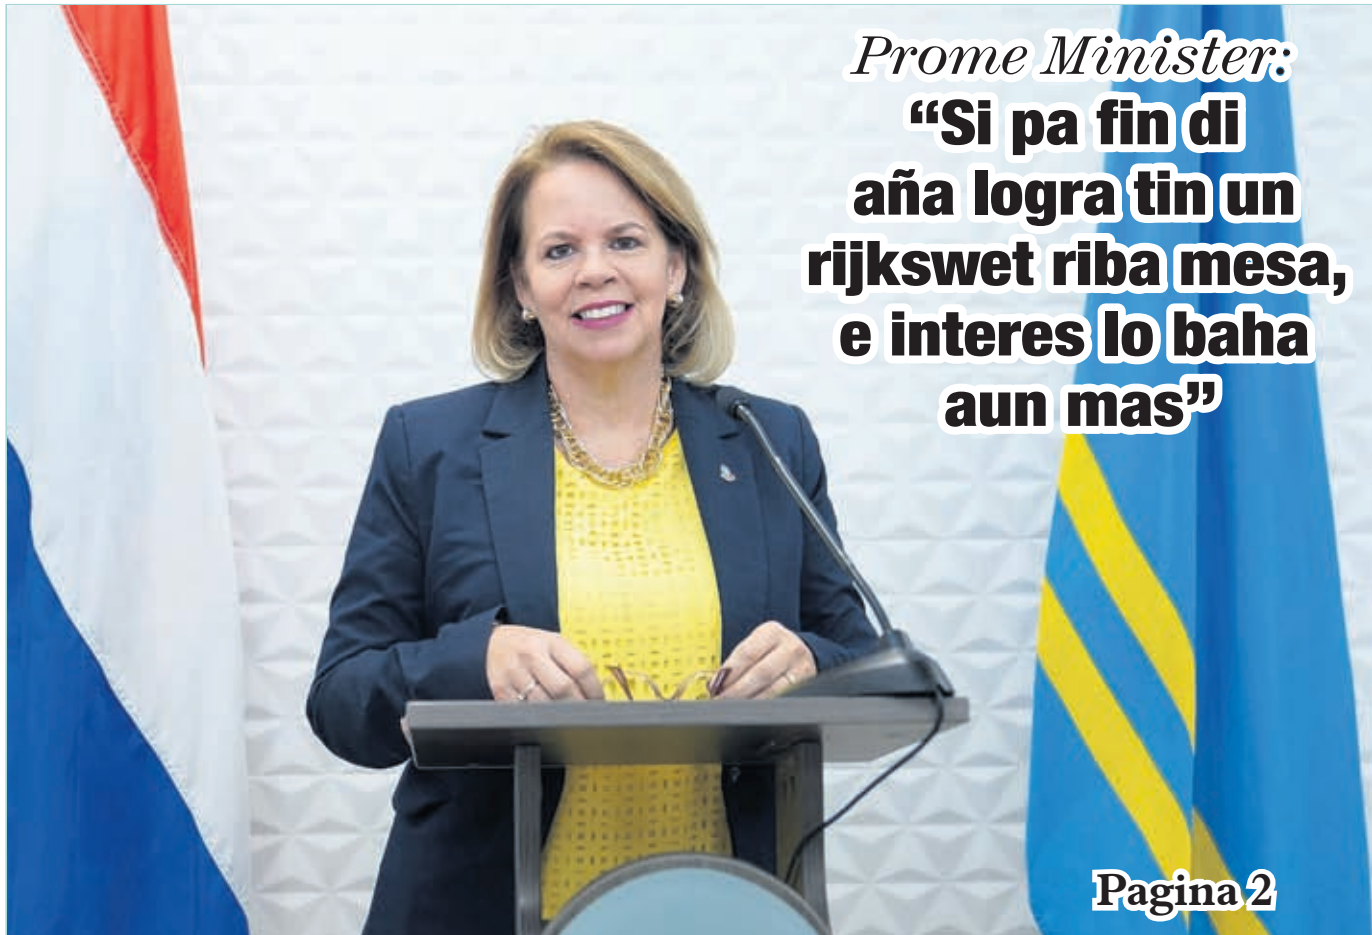 Prome Minister:
“Si pa fin di
aña logra tin un
rijkswet riba mesa,
e interes lo baha
aun mas”
Pagina 2